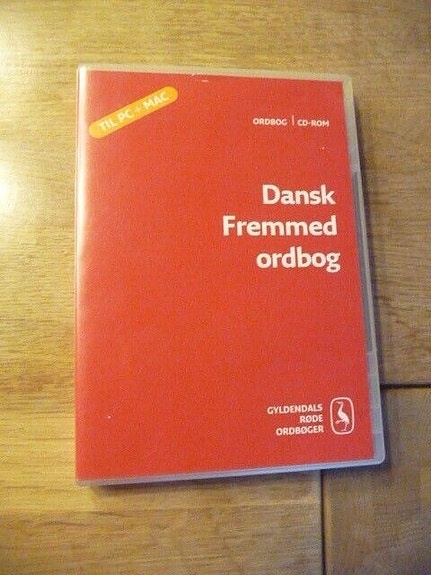 TIL PC + MAC
ORDBOG | CD-ROM
Dansk
Fremmed
ordbog
GYLDENDALS
RØDE
ORDBØGER